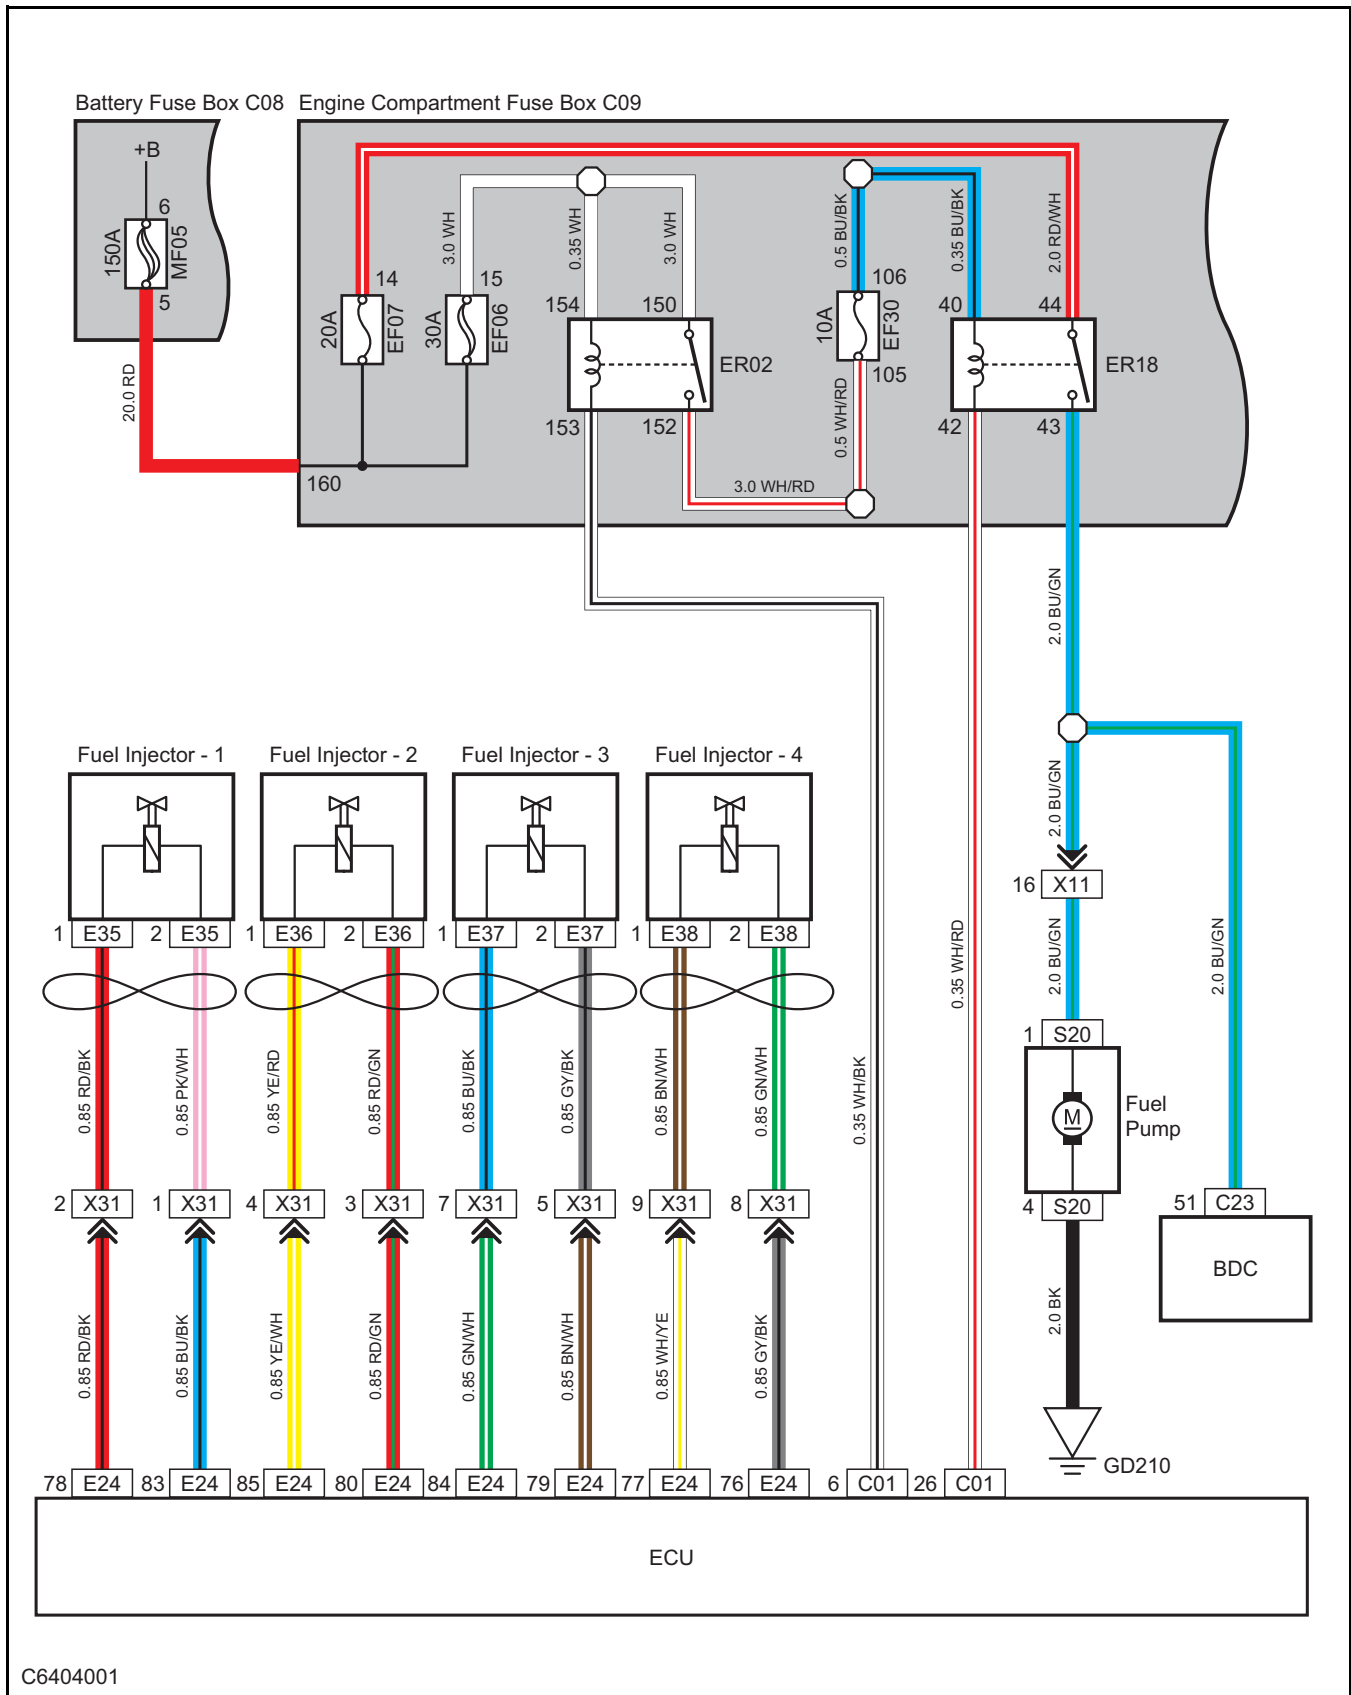 Battery Fuse Box C08
Engine Compartment Fuse Box C09
+B
6
150A
MF05
5
20.0 RD
160
14
20A
EF07
3.0 WH
15
30A
EF06
0.35 WH
3.0 WH
154
150
ER02
153
152
3.0 WH/RD
0.5 BU/BK
106
10A
EF30
105
0.5 WH/RD
0.35 BU/BK
2.0 RD/WH
40
44
ER18
42
43
2.0 BU/GN
Fuel Injector - 1
Fuel Injector - 2
Fuel Injector - 3
Fuel Injector - 4
2.0 BU/GN
16 X11
1 E35
2 E35
1 E36
2 E36
1 E37
2 E37
1 E38
2 E38
2.0 BU/GN
2.0 BU/GN
0.35 WH/RD
1 S20
0.85 RD/BK
0.85 PK/WH
0.85 YE/RD
0.85 RD/GN
0.85 BU/BK
0.85 GY/BK
0.85 BN/WH
0.85 GN/WH
0.35 WH/BK
M
Fuel
Pump
2 X31
1 X31
4 X31
3 X31
7 X31
5 X31
9 X31
8 X31
4 S20
51 C23
BDC
0.85 RD/BK
0.85 BU/BK
0.85 YE/WH
0.85 RD/GN
0.85 GN/WH
0.85 BN/WH
0.85 WH/YE
0.85 GY/BK
2.0 BK
GD210
78 E24
83 E24
85 E24
80 E24
84 E24
79 E24
77 E24
76 E24
6 C01
26 C01
ECU
C6404001